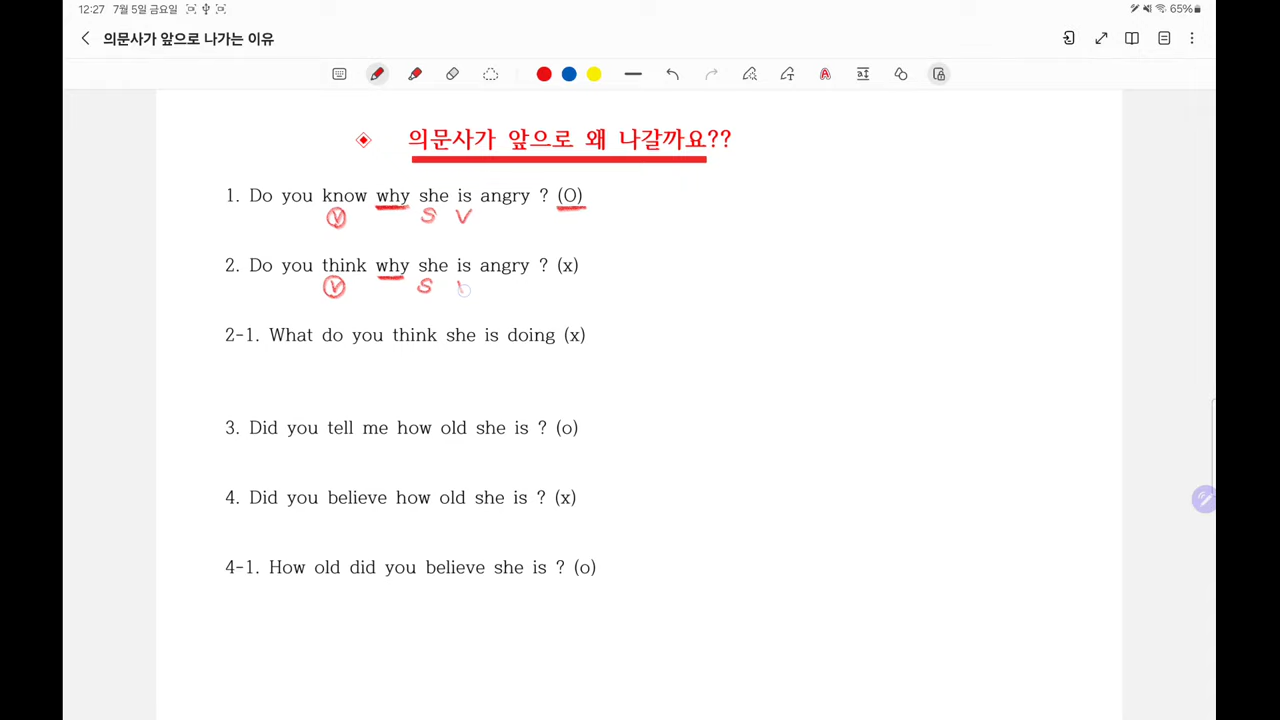 12:27 7월 5일 금요일
65%
의문사가 앞으로 나가는 이유
의문사가 앞으로 왜 나갈까요??
1. Do you know why she is angry ? (O)
V S V
2. Do you think why she is angry ? (x)
V S
2-1. What do you think she is doing (x)
3. Did you tell me how old she is ? (o)
4. Did you believe how old she is ? (x)
4-1. How old did you believe she is ? (o)